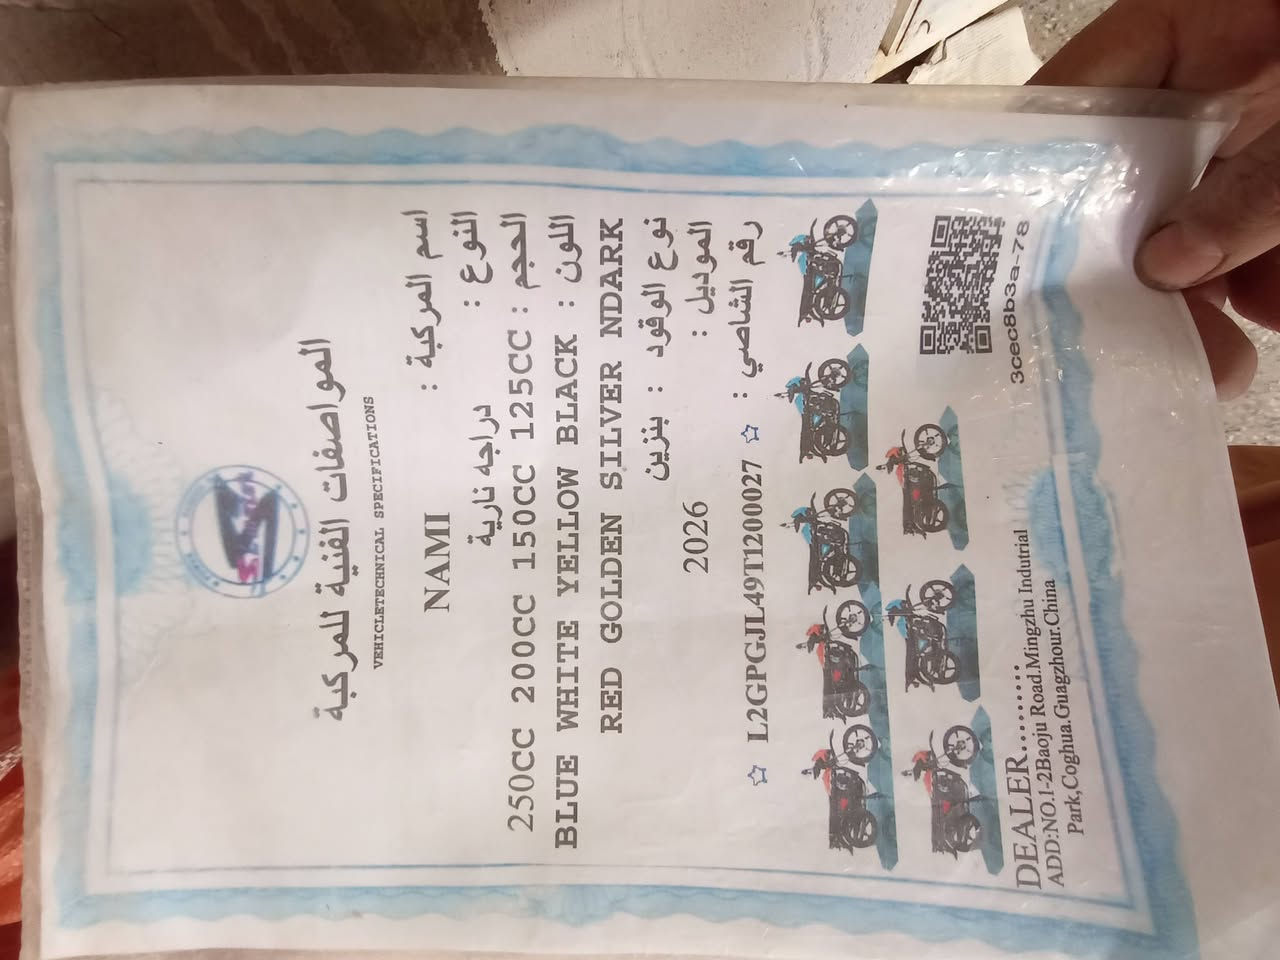 المواصفات الفنية للمركبة
VEHICLETECHNICAL SPECIFICATIONS
اسم المركبة : NAMI
النوع : دراجه نارية
الحجم : 250CC 200CC 150CC 125CC
اللون : BLUE WHITE YELLOW BLACK
RED GOLDEN SILVER NDARK
نوع الوقود : بنزين
الموديل : 2026
رقم الشاصي : L2GPGJL49T1200027
DEALER.........
ADD:NO.1-2Baoju Road.Mingzhu Indutrial
Park,Coghua.Guagzhour.China
3cec8b3a-78